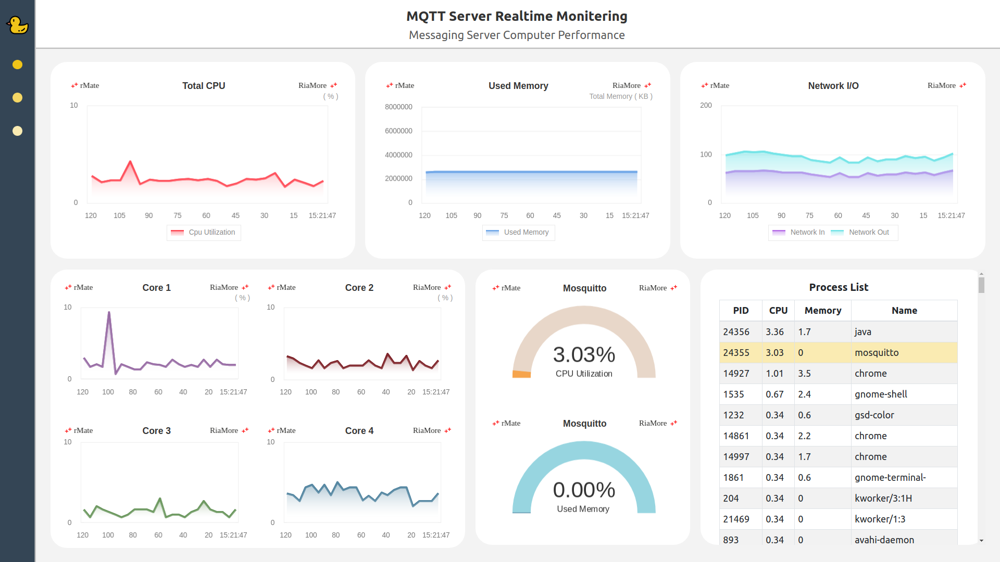 MQTT Server Realtime Monitering
Messaging Server Computer Performance
rMate Total CPU RiaMore
( % )
10
0
120 105 90 75 60 45 30 15 15:21:47
Cpu Utilization
rMate Used Memory RiaMore
Total Memory ( KB )
8000000
6000000
4000000
2000000
0
120 105 90 75 60 45 30 15 15:21:47
Used Memory
rMate Network I/O RiaMore
200
100
0
120 105 90 75 60 45 30 15 15:21:47
Network In Network Out
rMate Core 1 RiaMore
( % )
10
0
120 100 80 60 40 20 15:21:47
rMate Core 2 RiaMore
( % )
10
0
120 100 80 60 40 20 15:21:47
rMate Core 3 RiaMore
10
0
120 100 80 60 40 20 15:21:47
rMate Core 4 RiaMore
10
0
120 100 80 60 40 20 15:21:47
rMate Mosquitto RiaMore
3.03%
CPU Utilization
rMate Mosquitto RiaMore
0.00%
Used Memory
Process List
PID CPU Memory Name
24356 3.36 1.7 java
24355 3.03 0 mosquitto
14927 1.01 3.5 chrome
1535 0.67 2.4 gnome-shell
1232 0.34 0.6 gsd-color
14861 0.34 2.2 chrome
14997 0.34 1.7 chrome
1861 0.34 0.6 gnome-terminal-
204 0.34 0 kworker/3:1H
21469 0.34 0 kworker/1:3
893 0.34 0 avahi-daemon